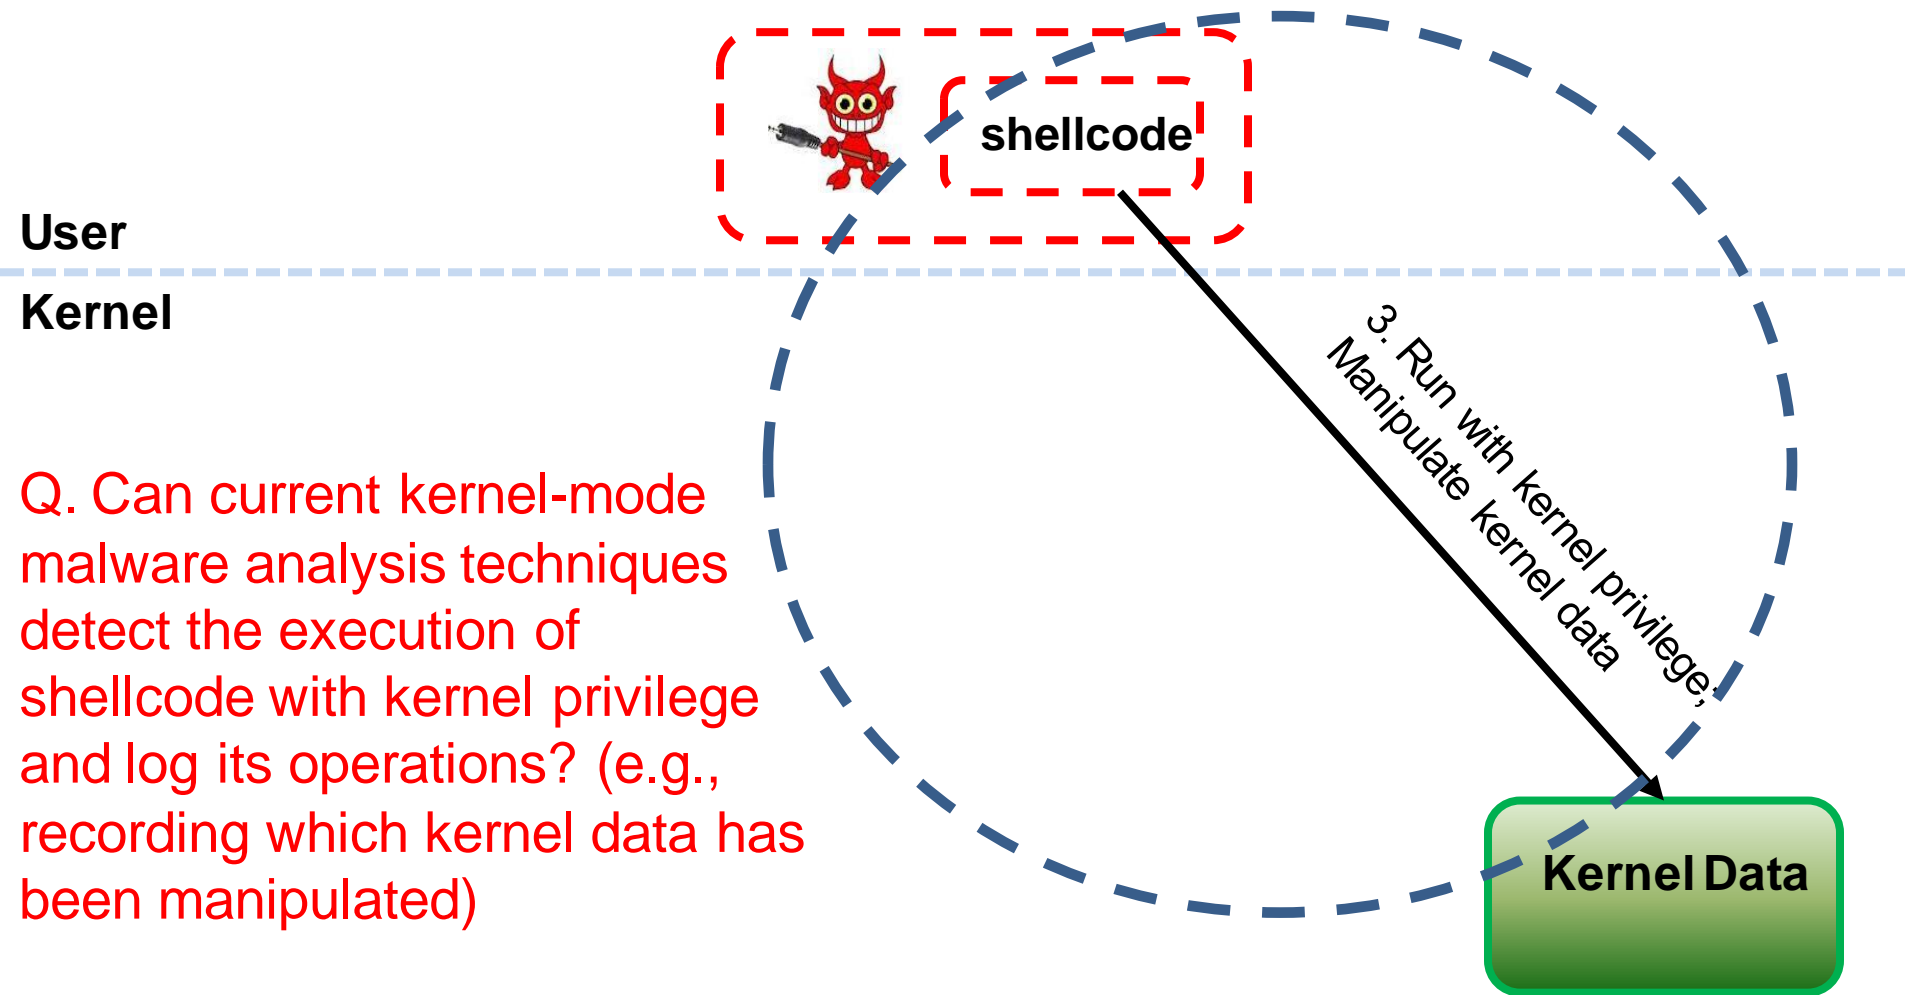 shellcode
User
Kernel
3. Run with kernel privilege;
Manipulate kernel data
Q. Can current kernel-mode
malware analysis techniques
detect the execution of
shellcode with kernel privilege
and log its operations? (e.g.,
recording which kernel data has
been manipulated)
Kernel Data